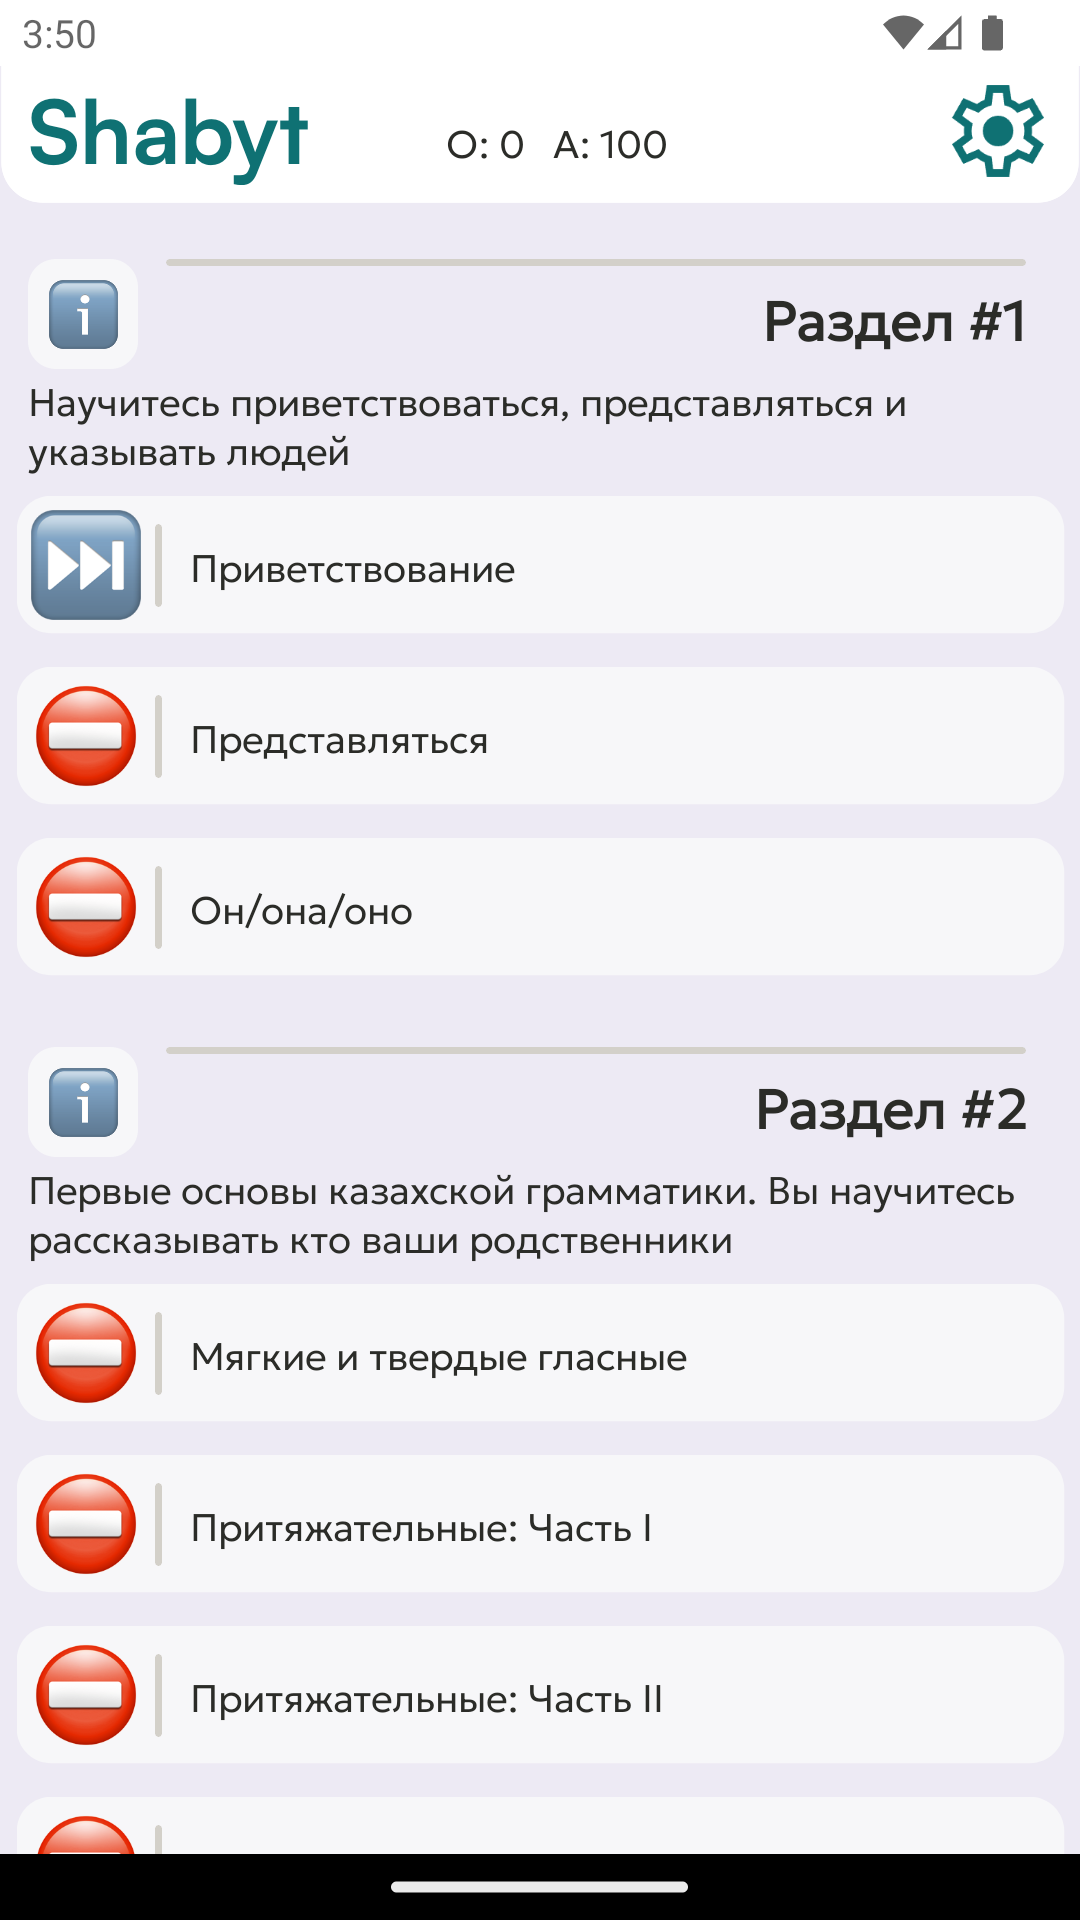 3:50
Shabyt
О: 0 А: 100
Раздел #1
Научитесь приветствоваться, представляться и
указывать людей
Приветствование
Представляться
Он/она/оно
Раздел #2
Первые основы казахской грамматики. Вы научитесь
рассказывать кто ваши родственники
Мягкие и твердые гласные
Притяжательные: Часть I
Притяжательные: Часть II